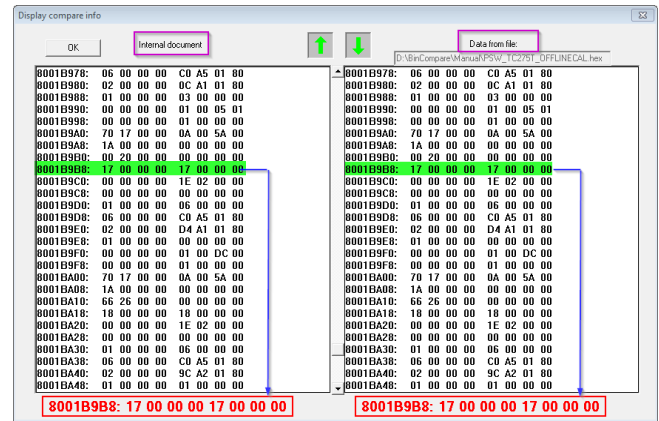 Display compare info
OK
Internal document
Data from file:
D:\BinCompare\Manual\PSW_TC275T_OFFLINECAL.hex
8001B978: 06 00 00 00 C0 A5 01 80
8001B980: 02 00 00 00 0C A1 01 80
8001B988: 01 00 00 00 03 00 00 00
8001B990: 00 00 00 00 01 00 05 01
8001B998: 00 00 00 00 01 00 00 00
8001B9A0: 70 17 00 00 0A 00 5A 00
8001B9A8: 1A 00 00 00 00 00 00 00
8001B9B0: 00 20 00 00 00 00 00 00
8001B9B8: 17 00 00 00 17 00 00 00
8001B9C0: 00 00 00 00 1E 02 00 00
8001B9C8: 00 00 00 00 00 00 00 00
8001B9D0: 01 00 00 00 06 00 00 00
8001B9D8: 06 00 00 00 C0 A5 01 80
8001B9E0: 02 00 00 00 D4 A1 01 80
8001B9E8: 01 00 00 00 00 00 00 00
8001B9F0: 00 00 00 00 01 00 DC 00
8001B9F8: 00 00 00 00 01 00 00 00
8001BA00: 70 17 00 00 0A 00 5A 00
8001BA08: 1A 00 00 00 00 00 00 00
8001BA10: 66 26 00 00 00 00 00 00
8001BA18: 18 00 00 00 18 00 00 00
8001BA20: 00 00 00 00 1E 02 00 00
8001BA28: 00 00 00 00 00 00 00 00
8001BA30: 01 00 00 00 06 00 00 00
8001BA38: 06 00 00 00 C0 A5 01 80
8001BA40: 02 00 00 00 9C A2 01 80
8001BA48: 01 00 00 00 01 00 00 00
8001B9B8: 17 00 00 00 17 00 00 00
8001B978: 06 00 00 00 C0 A5 01 80
8001B980: 02 00 00 00 0C A1 01 80
8001B988: 01 00 00 00 03 00 00 00
8001B990: 00 00 00 00 01 00 05 01
8001B998: 00 00 00 00 01 00 00 00
8001B9A0: 70 17 00 00 0A 00 5A 00
8001B9A8: 1A 00 00 00 00 00 00 00
8001B9B0: 00 20 00 00 00 00 00 00
8001B9B8: 17 00 00 00 17 00 00 00
8001B9C0: 00 00 00 00 1E 02 00 00
8001B9C8: 00 00 00 00 00 00 00 00
8001B9D0: 01 00 00 00 06 00 00 00
8001B9D8: 06 00 00 00 C0 A5 01 80
8001B9E0: 02 00 00 00 D4 A1 01 80
8001B9E8: 01 00 00 00 00 00 00 00
8001B9F0: 00 00 00 00 01 00 DC 00
8001B9F8: 00 00 00 00 01 00 00 00
8001BA00: 70 17 00 00 0A 00 5A 00
8001BA08: 1A 00 00 00 00 00 00 00
8001BA10: 66 26 00 00 00 00 00 00
8001BA18: 18 00 00 00 18 00 00 00
8001BA20: 00 00 00 00 1E 02 00 00
8001BA28: 00 00 00 00 00 00 00 00
8001BA30: 01 00 00 00 06 00 00 00
8001BA38: 06 00 00 00 C0 A5 01 80
8001BA40: 02 00 00 00 9C A2 01 80
8001BA48: 01 00 00 00 01 00 00 00
8001B9B8: 17 00 00 00 17 00 00 00